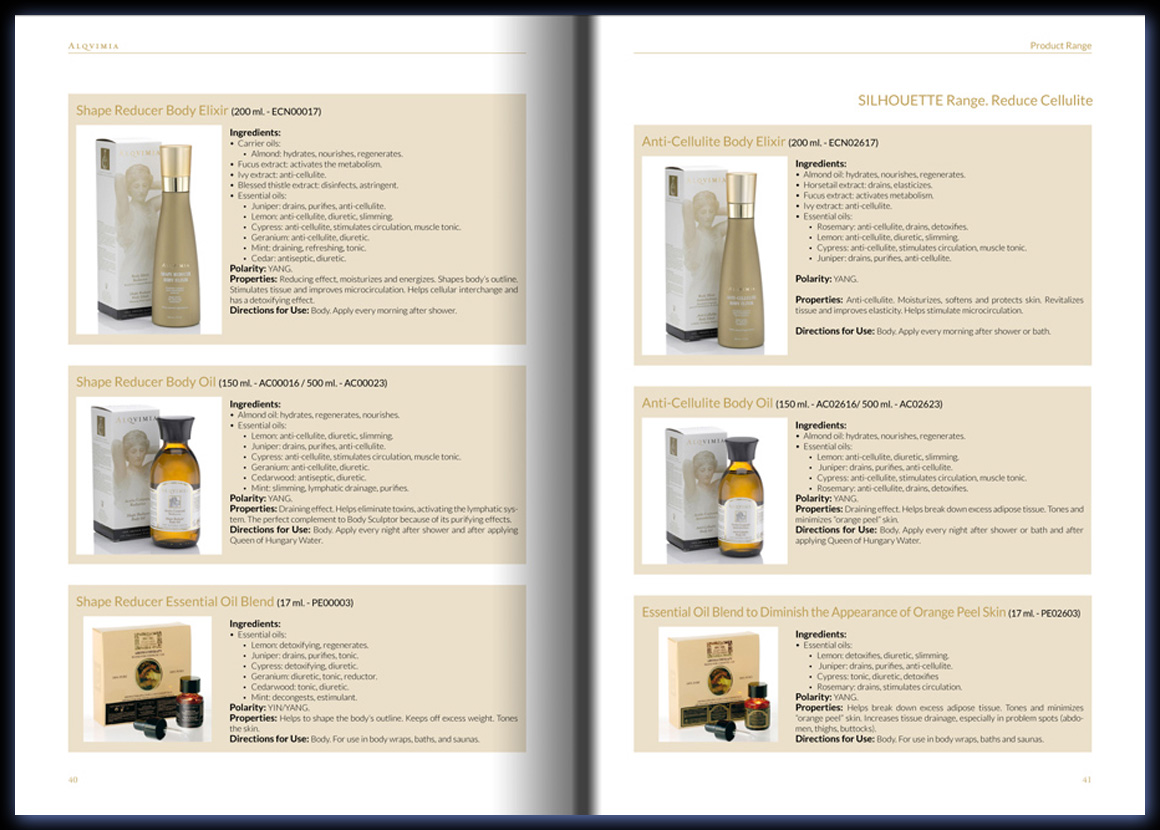 ALQVIMIA
Shape Reducer Body Elixir (200 ml. - ECN00017)
Ingredients:
• Carrier oils:
• Almond: hydrates, nourishes, regenerates.
• Fucus extract: activates the metabolism.
• Ivy extract: anti-cellulite.
• Blessed thistle extract: disinfects, astringent.
• Essential oils:
• Juniper: drains, purifies, anti-cellulite.
• Lemon: anti-cellulite, diuretic, slimming.
• Cypress: anti-cellulite, stimulates circulation, muscle tonic.
• Geranium: anti-cellulite, diuretic.
• Mint: draining, refreshing, tonic.
• Cedar: antiseptic, diuretic.
Polarity: YANG.
Properties: Reducing effect, moisturizes and energizes. Shapes body's outline.
Stimulates tissue and improves microcirculation. Helps cellular interchange and
has a detoxifying effect.
Directions for Use: Body. Apply every morning after shower.
Shape Reducer Body Oil (150 ml. - AC00016 / 500 ml. - AC00023)
Ingredients:
• Almond oil: hydrates, regenerates, nourishes.
• Essential oils:
• Lemon: anti-cellulite, diuretic, slimming.
• Juniper: drains, purifies, anti-cellulite.
• Cypress: anti-cellulite, stimulates circulation, muscle tonic.
• Geranium: anti-cellulite, diuretic.
• Cedarwood: antiseptic, diuretic.
• Mint: slimming, lymphatic drainage, purifies.
Polarity: YANG.
Properties: Draining effect. Helps eliminate toxins, activating the lymphatic sys-
tem. The perfect complement to Body Sculptor because of its purifying effects.
Directions for Use: Body. Apply every night after shower and after applying
Queen of Hungary Water.
Shape Reducer Essential Oil Blend (17 ml. - PE00003)
Ingredients:
• Essential oils:
• Lemon: detoxifying, regenerates.
• Juniper: drains, purifies, tonic.
• Cypress: detoxifying, diuretic.
• Geranium: diuretic, tonic, reductor.
• Cedarwood: tonic, diuretic.
• Mint: decongests, estimulant.
Polarity: YIN/YANG.
Properties: Helps to shape the body's outline. Keeps off excess weight. Tones
the skin.
Directions for Use: Body. For use in body wraps, baths, and saunas.
40
Product Range
SILHOUETTE Range. Reduce Cellulite
Anti-Cellulite Body Elixir (200 ml. - ECN02617)
Ingredients:
• Almond oil: hydrates, nourishes, regenerates.
• Horsetail extract: drains, elasticizes.
• Fucus extract: activates metabolism.
• Ivy extract: anti-cellulite.
• Essential oils:
• Rosemary: anti-cellulite, drains, detoxifies.
• Lemon: anti-cellulite, diuretic, slimming.
• Cypress: anti-cellulite, stimulates circulation, muscle tonic.
• Juniper: drains, purifies, anti-cellulite.
Polarity: YANG.
Properties: Anti-cellulite. Moisturizes, softens and protects skin. Revitalizes
tissue and improves elasticity. Helps stimulate microcirculation.
Directions for Use: Body. Apply every morning after shower or bath.
Anti-Cellulite Body Oil (150 ml. - AC02616/ 500 ml. - AC02623)
Ingredients:
• Almond oil: hydrates, nourishes, regenerates.
• Essential oils:
• Lemon: anti-cellulite, diuretic, slimming.
• Juniper: drains, purifies, anti-cellulite.
• Cypress: anti-cellulite, stimulates circulation, muscle tonic.
• Rosemary: anti-cellulite, drains, detoxifies.
Polarity: YANG.
Properties: Draining effect. Helps break down excess adipose tissue. Tones and
minimizes "orange peel" skin.
Directions for Use: Body. Apply every night after shower or bath and after
applying Queen of Hungary Water.
Essential Oil Blend to Diminish the Appearance of Orange Peel Skin (17 ml. - PE02603)
Ingredients:
• Essential oils:
• Lemon: detoxifies, diuretic, slimming.
• Juniper: drains, purifies, anti-cellulite.
• Cypress: tonic, diuretic, detoxifies
• Rosemary: drains, stimulates circulation.
Polarity: YANG.
Properties: Helps break down excess adipose tissue. Tones and minimizes
"orange peel" skin. Increases tissue drainage, especially in problem spots (abdo-
men, thighs, buttocks).
Directions for Use: Body. For use in body wraps, baths and saunas.
41